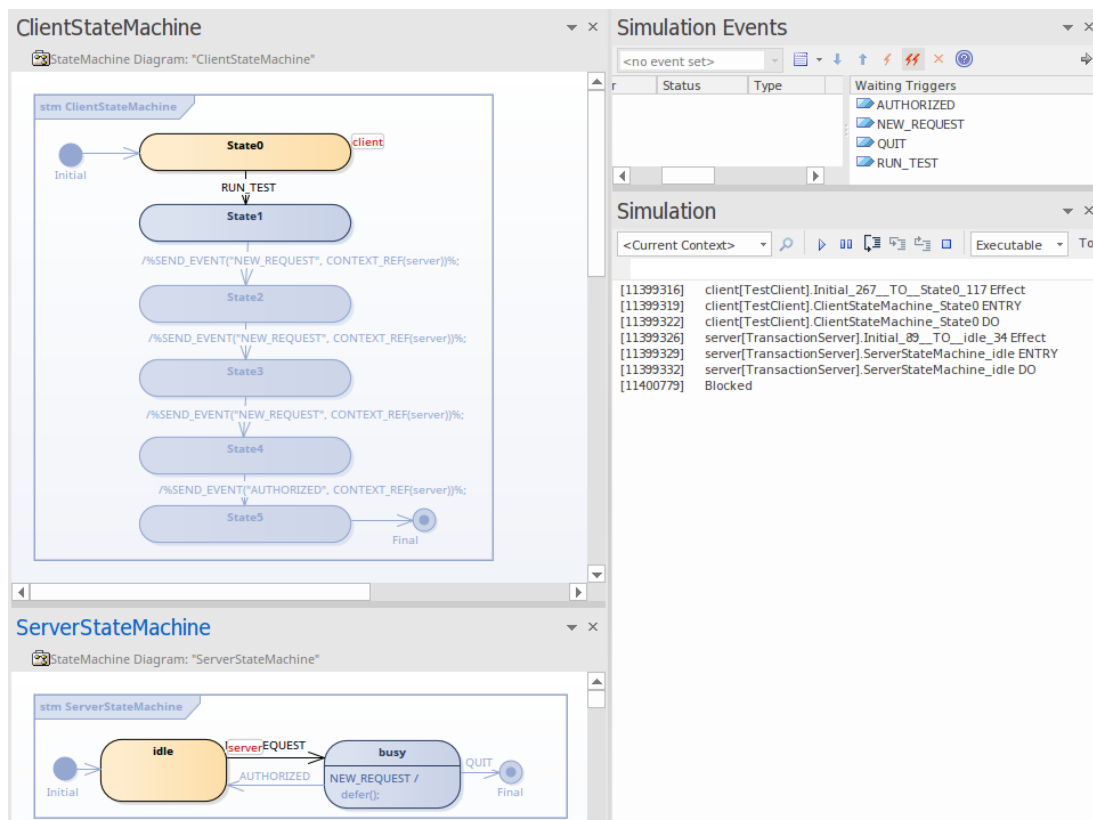 ClientStateMachine
StateMachine Diagram: "ClientStateMachine"
stm ClientStateMachine
State0
client
Initial
RUN_TEST
State1
/%SEND_EVENT("NEW_REQUEST", CONTEXT_REF(server))%;
State2
/%SEND_EVENT("NEW_REQUEST", CONTEXT_REF(server))%;
State3
/%SEND_EVENT("NEW_REQUEST", CONTEXT_REF(server))%;
State4
/%SEND_EVENT("AUTHORIZED", CONTEXT_REF(server))%;
State5
Final
ServerStateMachine
StateMachine Diagram: "ServerStateMachine"
stm ServerStateMachine
idle
server
EQUEST
busy
Initial
AUTHORIZED
NEW_REQUEST /
defer();
QUIT
Final
Simulation Events
<no event set>
r Status Type Waiting Triggers
AUTHORIZED
NEW_REQUEST
QUIT
RUN_TEST
Simulation
<Current Context> Executable To
[11399316] client[TestClient].Initial_267__TO__State0_117 Effect
[11399319] client[TestClient].ClientStateMachine_State0 ENTRY
[11399322] client[TestClient].ClientStateMachine_State0 DO
[11399326] server[TransactionServer].Initial_89__TO__idle_34 Effect
[11399329] server[TransactionServer].ServerStateMachine_idle ENTRY
[11399332] server[TransactionServer].ServerStateMachine_idle DO
[11400779] Blocked